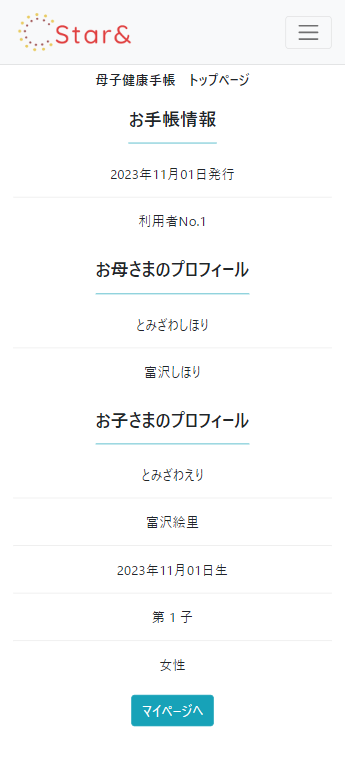 Star&
母子健康手帳　トップページ
お手帳情報
2023年11月01日発行
利用者No.1
お母さまのプロフィール
とみざわしほり
富沢しほり
お子さまのプロフィール
とみざわえり
富沢絵里
2023年11月01日生
第 1 子
女性
マイページへ